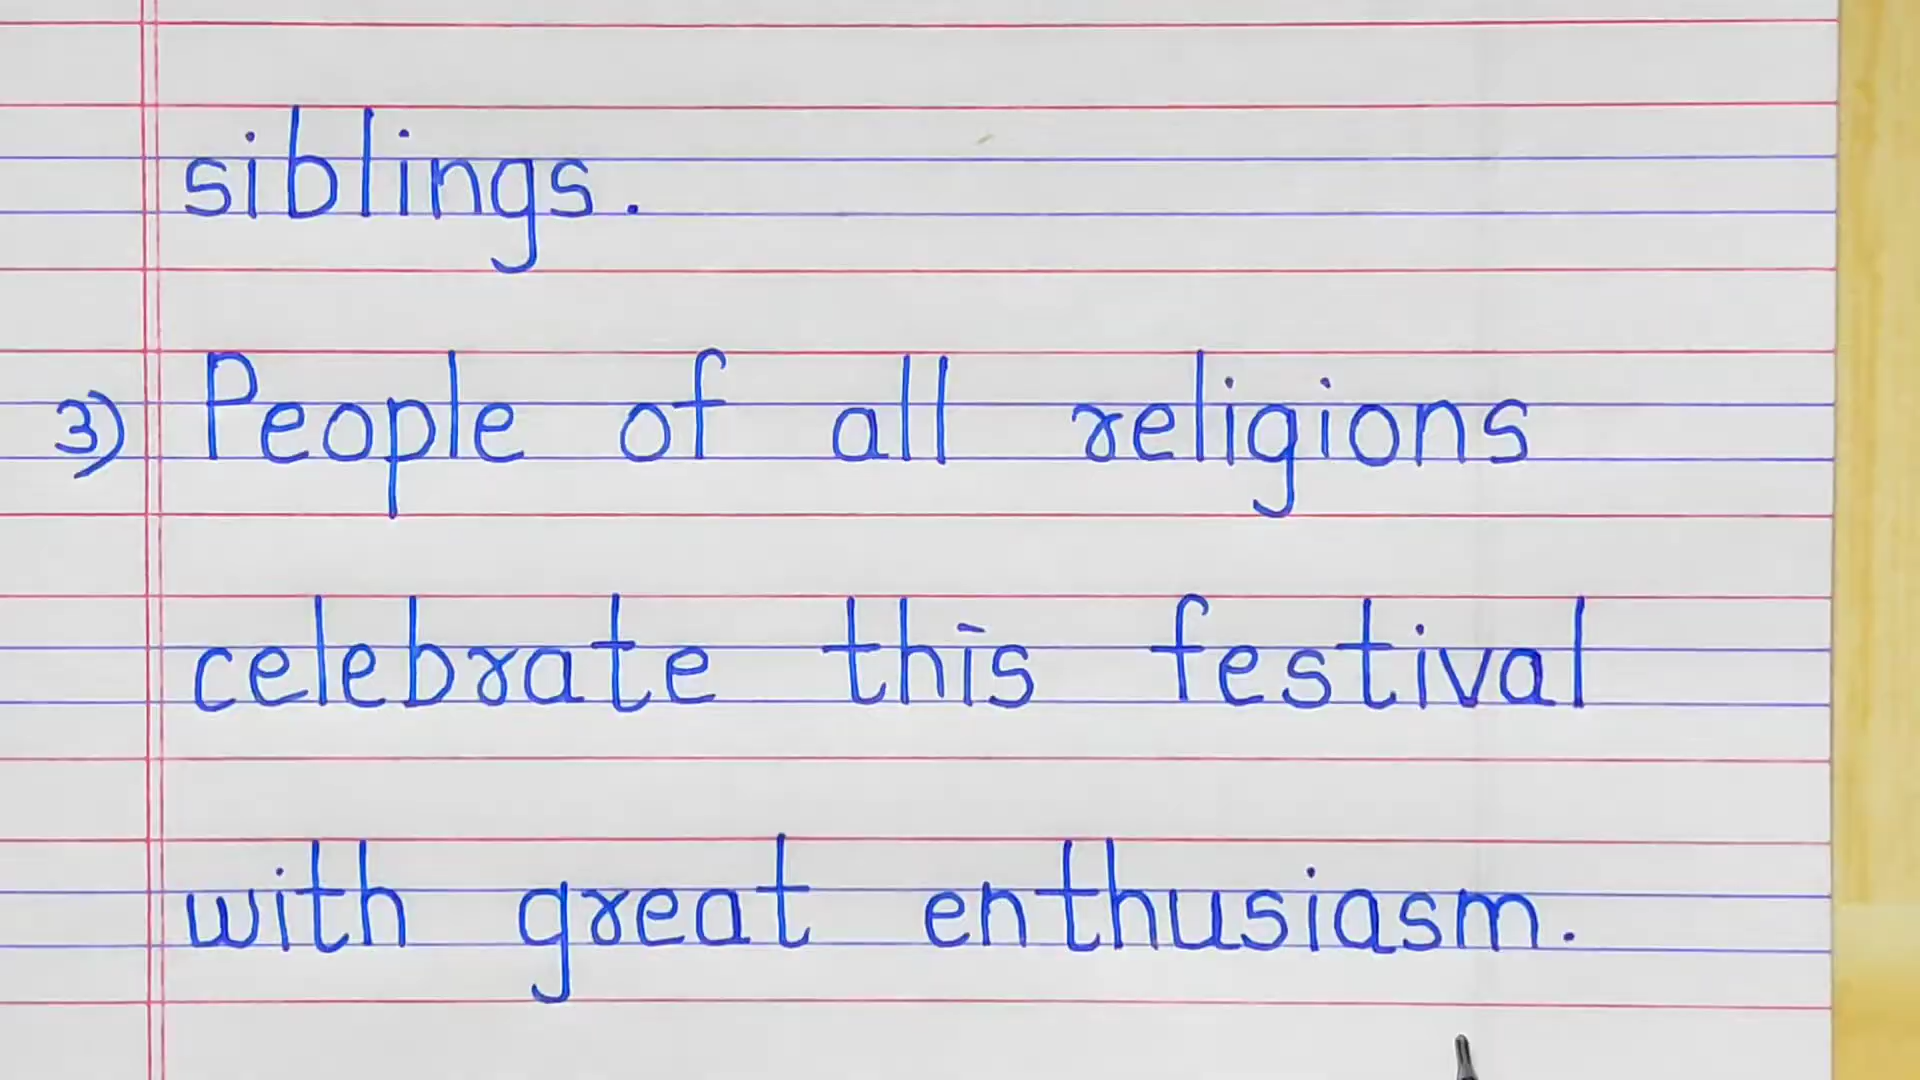 siblings.
3) People of all religions
celebrate this festival
with great enthusiasm.